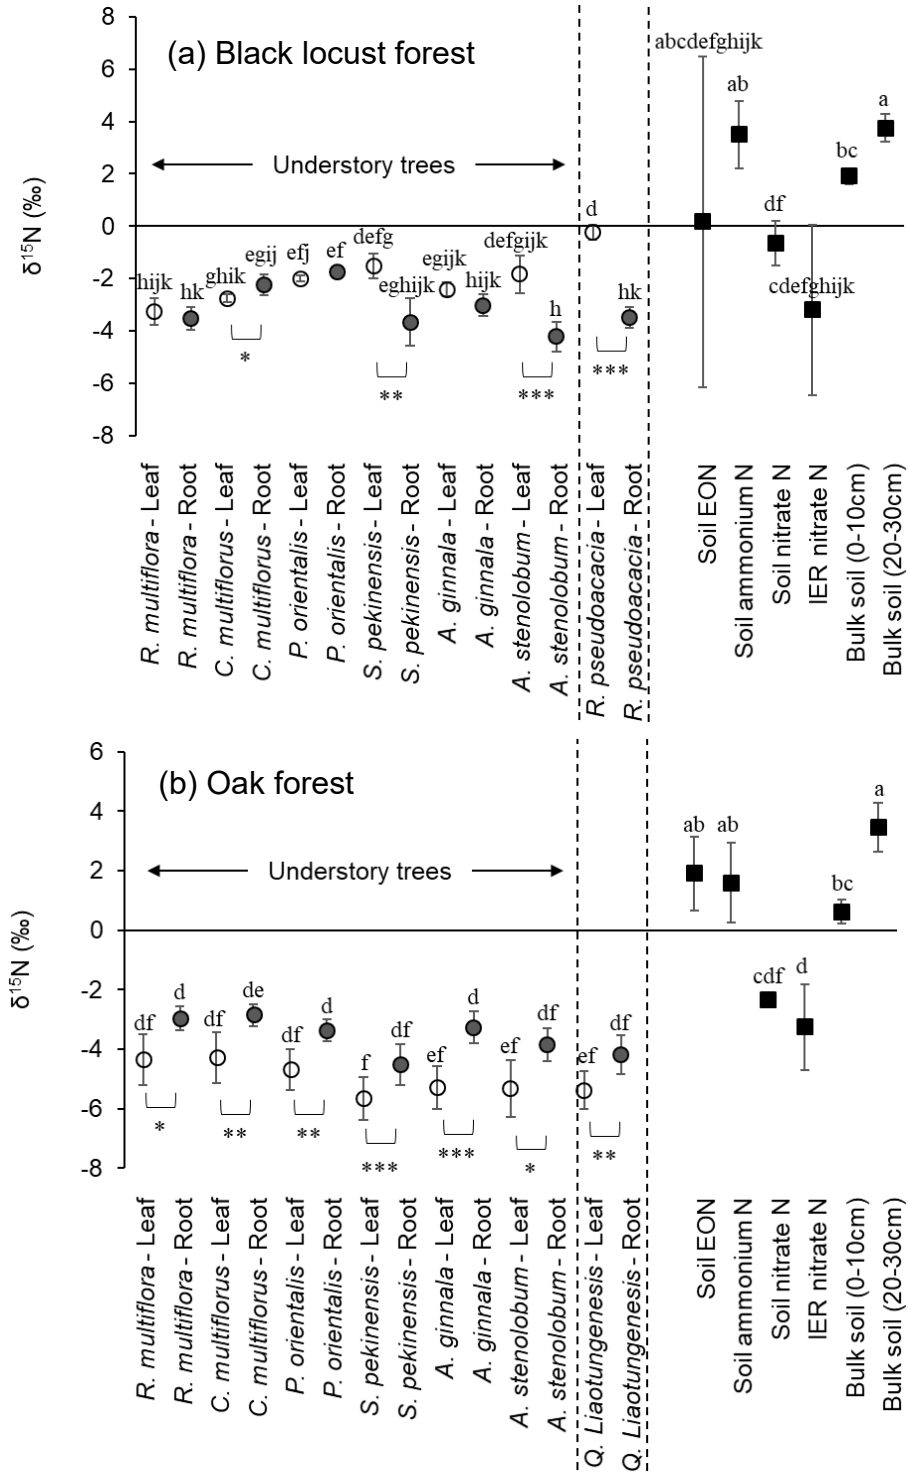 8
(a) Black locust forest
abcdefghijk
6
ab
a
4
bc
Understory trees
2
d
df
0
δ15N (‰)
hijk
hk
ghik
egij
efj
ef
defg
eghijk
egijk
hijk
defgijk
h
hk
cdefghijk
-2
-4
*
**
***
***
-6
-8
R. multiflora - Leaf
R. multiflora - Root
C. multiflorus - Leaf
C. multiflorus - Root
P. orientalis - Leaf
P. orientalis - Root
S. pekinensis - Leaf
S. pekinensis - Root
A. ginnala - Leaf
A. ginnala - Root
A. stenolobum - Leaf
A. stenolobum - Root
R. pseudoacacia - Leaf
R. pseudoacacia - Root
Soil EON
Soil ammonium N
Soil nitrate N
IER nitrate N
Bulk soil (0-10cm)
Bulk soil (20-30cm)
6
(b) Oak forest
a
4
ab
ab
Understory trees
2
bc
0
δ15N (‰)
cdf
d
-2
df
d
df
de
df
d
f
df
ef
d
ef
df
ef
df
-4
-6
*
**
**
***
***
*
**
-8
R. multiflora - Leaf
R. multiflora - Root
C. multiflorus - Leaf
C. multiflorus - Root
P. orientalis - Leaf
P. orientalis - Root
S. pekinensis - Leaf
S. pekinensis - Root
A. ginnala - Leaf
A. ginnala - Root
A. stenolobum - Leaf
A. stenolobum - Root
Q. Liaotungenesis - Leaf
Q. Liaotungenesis - Root
Soil EON
Soil ammonium N
Soil nitrate N
IER nitrate N
Bulk soil (0-10cm)
Bulk soil (20-30cm)